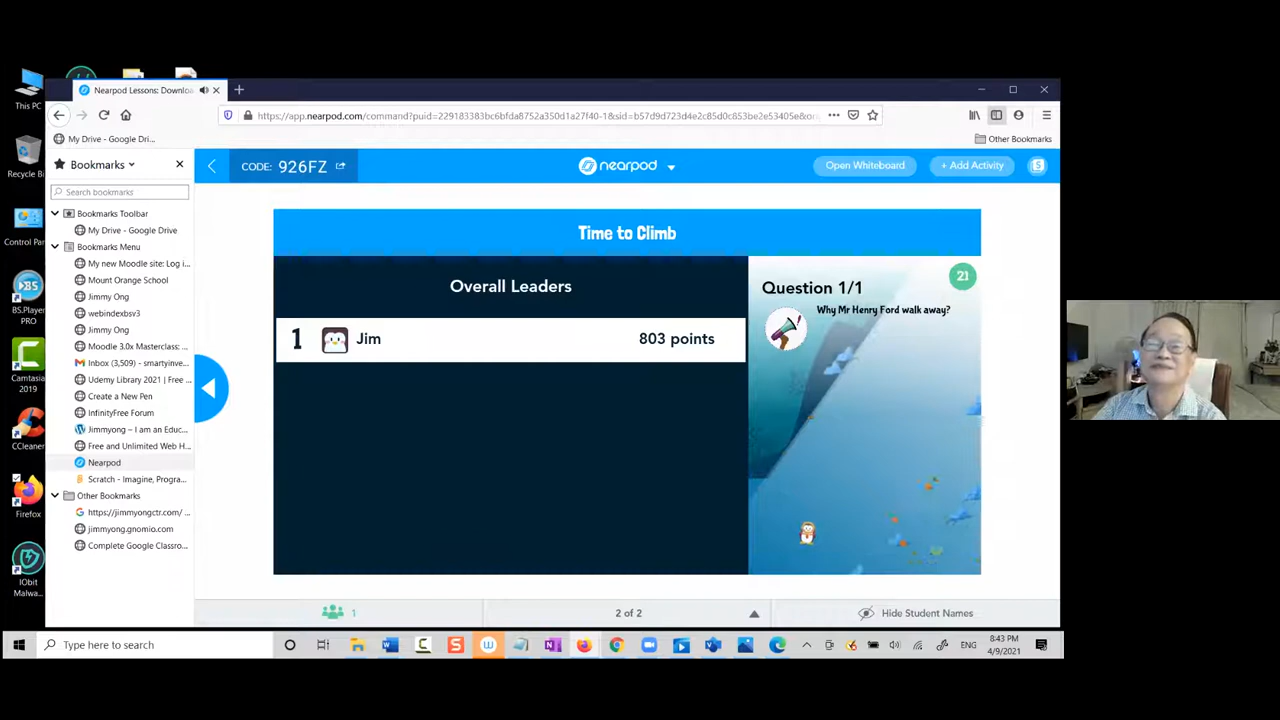 This PC
Recycle Bi
Control Pan
BS.Player
PRO
Camtasia
2019
CCleaner
Firefox
IObit
Malwa...
Nearpod Lessons: Downloa
https://app.nearpod.com/command?puid=229183383bc6bfda8752a350d1a27f40-1&sid=b57d9d723d4e2c85d0c853be2e53405e&on
My Drive - Google Dri...
Other Bookmarks
Bookmarks
Search bookmarks
Bookmarks Toolbar
My Drive - Google Drive
Bookmarks Menu
My new Moodle site: Log i...
Mount Orange School
Jimmy Ong
webindexbsv3
Jimmy Ong
Moodle 3.0x Masterclass: ...
Inbox (3,509) - smartyinve...
Udemy Library 2021 | Free ...
Create a New Pen
InfinityFree Forum
Jimmyong – I am an Educ...
Free and Unlimited Web H...
Nearpod
Scratch - Imagine, Progra...
Other Bookmarks
https://jimmyongctr.com/ ...
jimmyong.gnomio.com
Complete Google Classro...
CODE: 926FZ
nearpod
Open Whiteboard
+ Add Activity
Time to Climb
Overall Leaders
1 Jim 803 points
21
Question 1/1
Why Mr Henry Ford walk away?
1
2 of 2
Hide Student Names
Type here to search
ENG
8:43 PM
4/9/2021